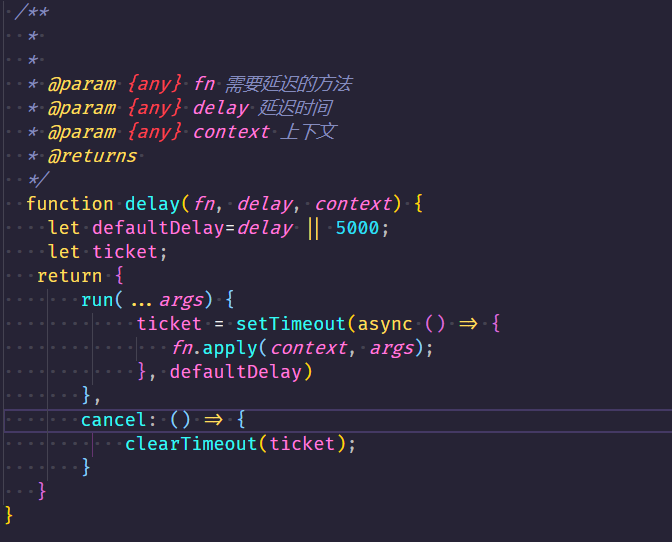 /**
*
*
* @param {any} fn 需要延迟的方法
* @param {any} delay 延迟时间
* @param {any} context 上下文
* @returns
*/
function delay(fn, delay, context) {
let defaultDelay=delay || 5000;
let ticket;
return {
run(...args) {
ticket = setTimeout(async () => {
fn.apply(context, args);
}, defaultDelay)
},
cancel: () => {
clearTimeout(ticket);
}
}
}